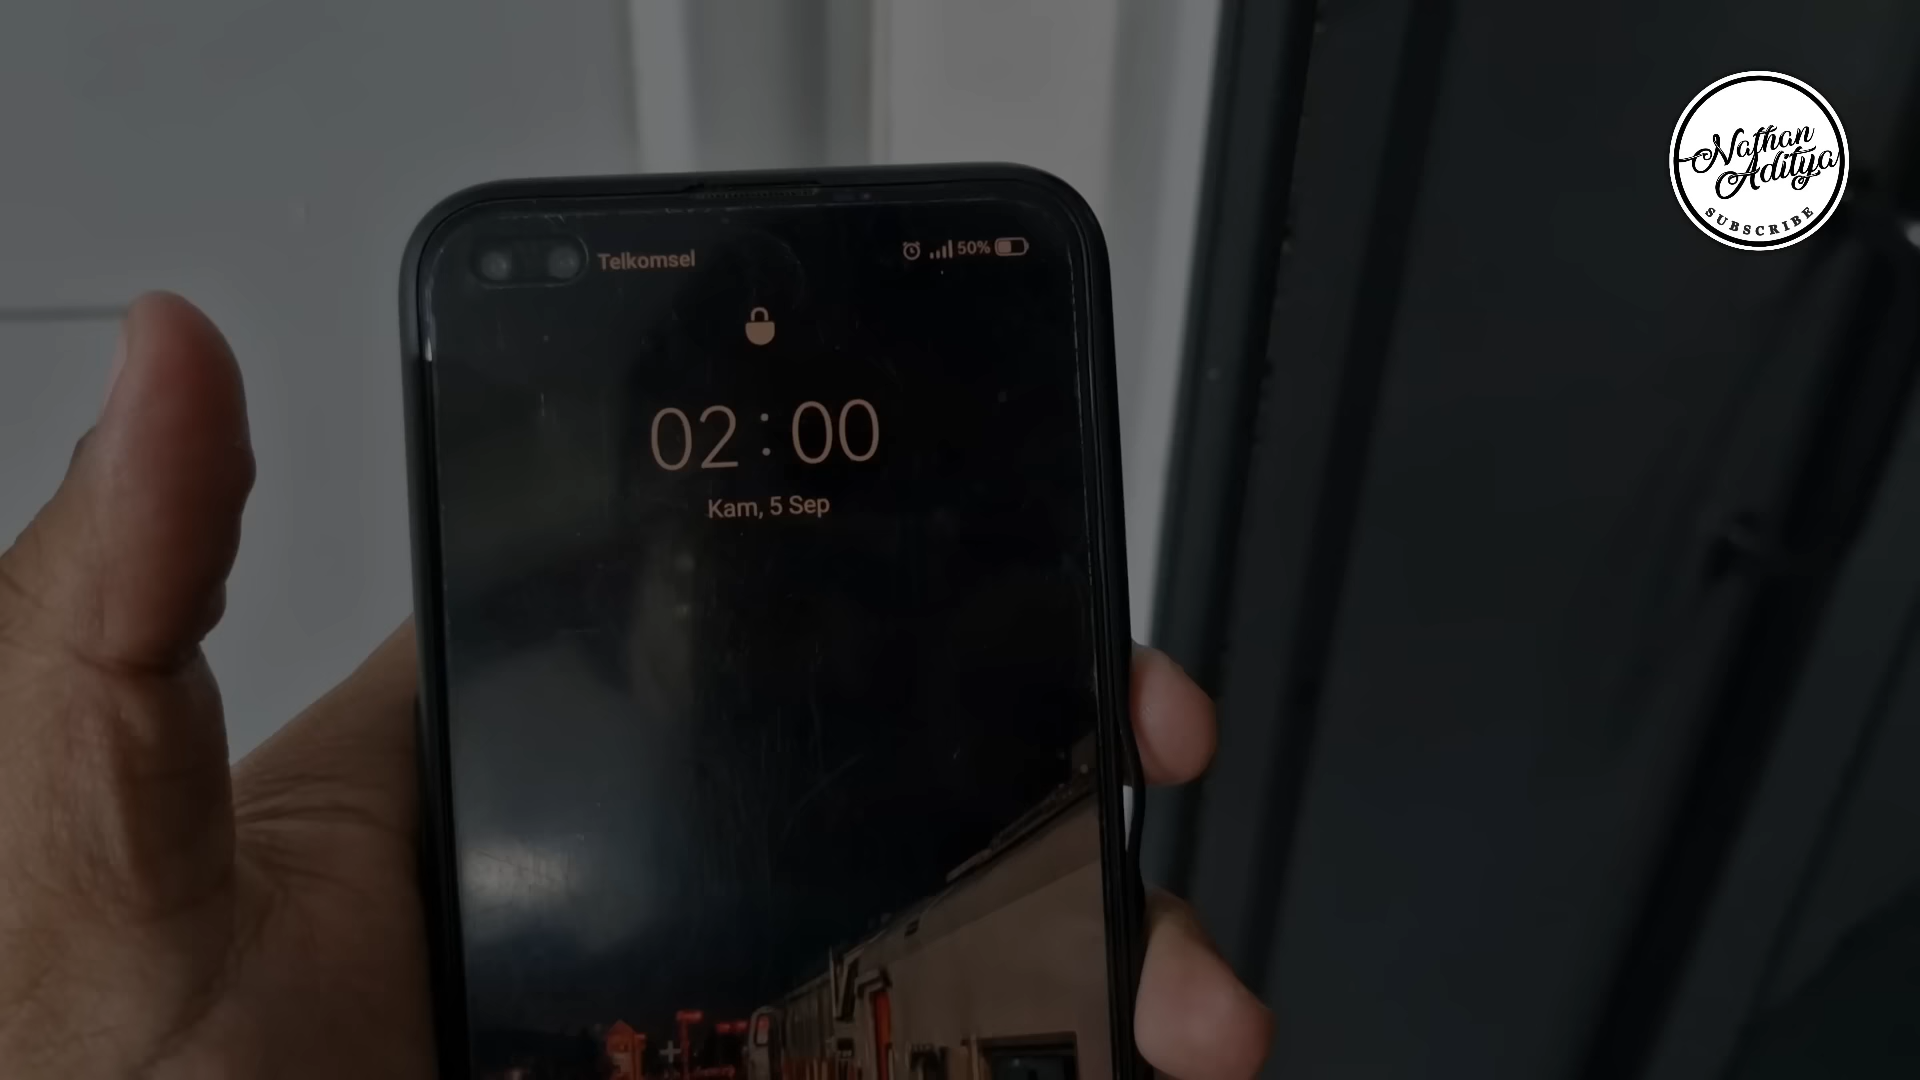 Nathan
Aditya
SUBSCRIBE
Telkomsel
50%
02:00
Kam, 5 Sep